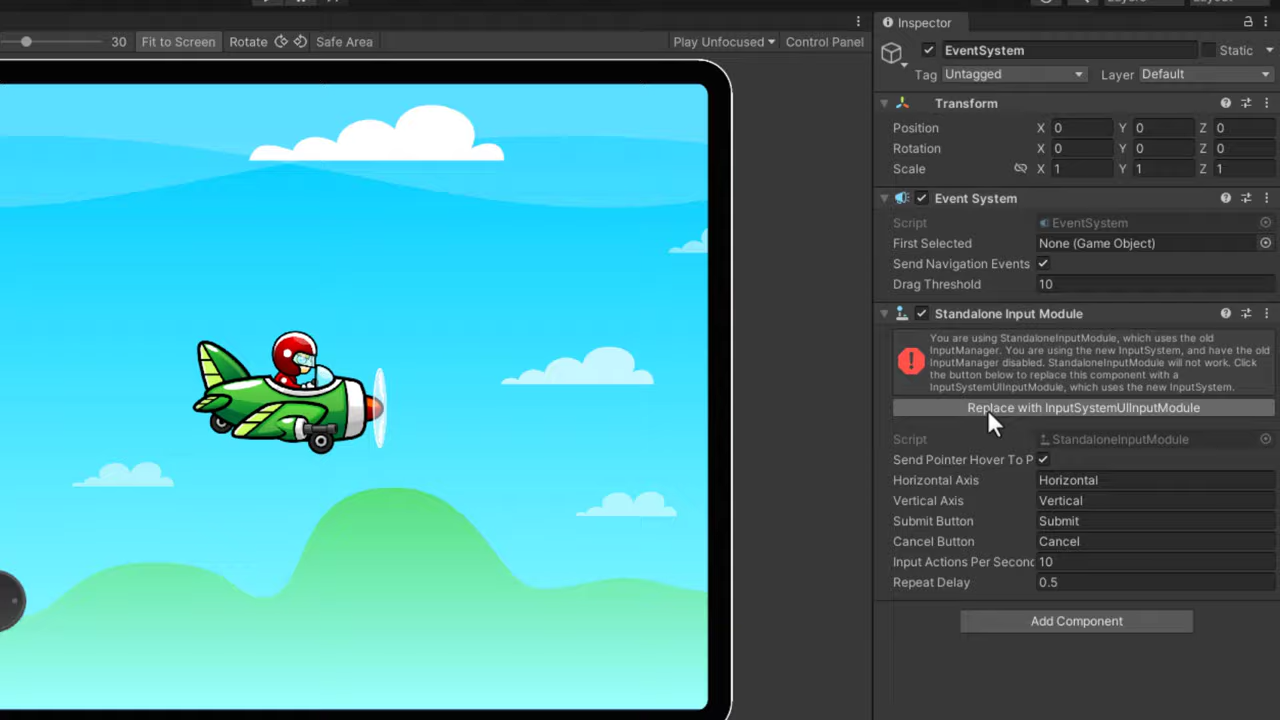 30 Fit to Screen Rotate Safe Area Play Unfocused Control Panel
Inspector
EventSystem Static
Tag Untagged Layer Default
Transform
Position X 0 Y 0 Z 0
Rotation X 0 Y 0 Z 0
Scale X 1 Y 1 Z 1
Event System
Script EventSystem
First Selected None (Game Object)
Send Navigation Events
Drag Threshold 10
Standalone Input Module
You are using StandaloneInputModule, which uses the old
InputManager. You are using the new InputSystem, and have the old
InputManager disabled. StandaloneInputModule will not work. Click
the button below to replace this component with a
InputSystemUIInputModule, which uses the new InputSystem.
Replace with InputSystemUIInputModule
Script StandaloneInputModule
Send Pointer Hover To P
Horizontal Axis Horizontal
Vertical Axis Vertical
Submit Button Submit
Cancel Button Cancel
Input Actions Per Second 10
Repeat Delay 0.5
Add Component